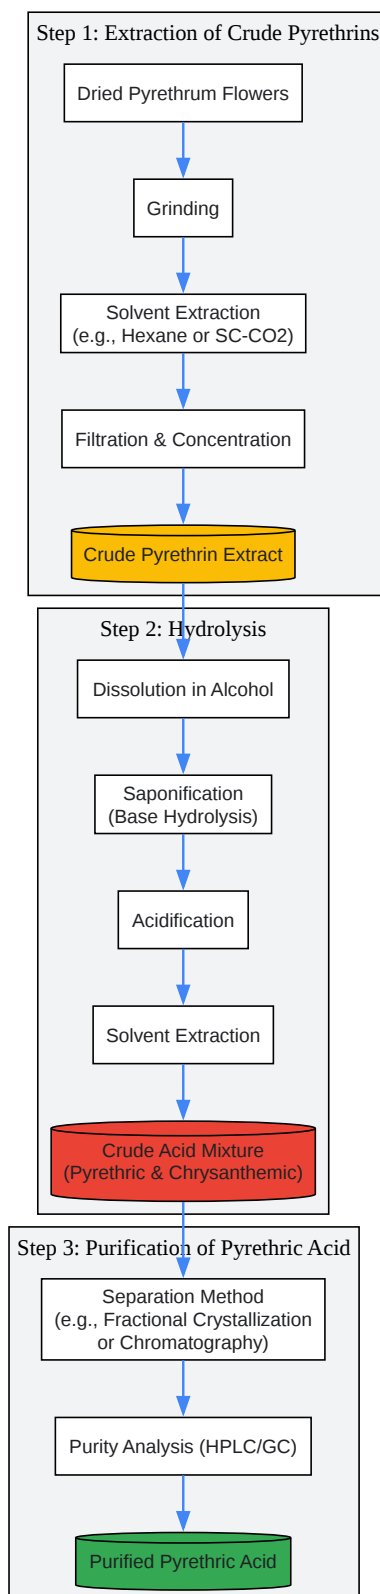 Step 1: Extraction of Crude Pyrethrins
Dried Pyrethrum Flowers
Grinding
Solvent Extraction
(e.g., Hexane or SC-CO2)
Filtration & Concentration
Crude Pyrethrin Extract
Step 2: Hydrolysis
Dissolution in Alcohol
Saponification
(Base Hydrolysis)
Acidification
Solvent Extraction
Crude Acid Mixture
(Pyrethric & Chrysanthemic)
Step 3: Purification of Pyrethric Acid
Separation Method
(e.g., Fractional Crystallization
or Chromatography)
Purity Analysis (HPLC/GC)
Purified Pyrethric Acid